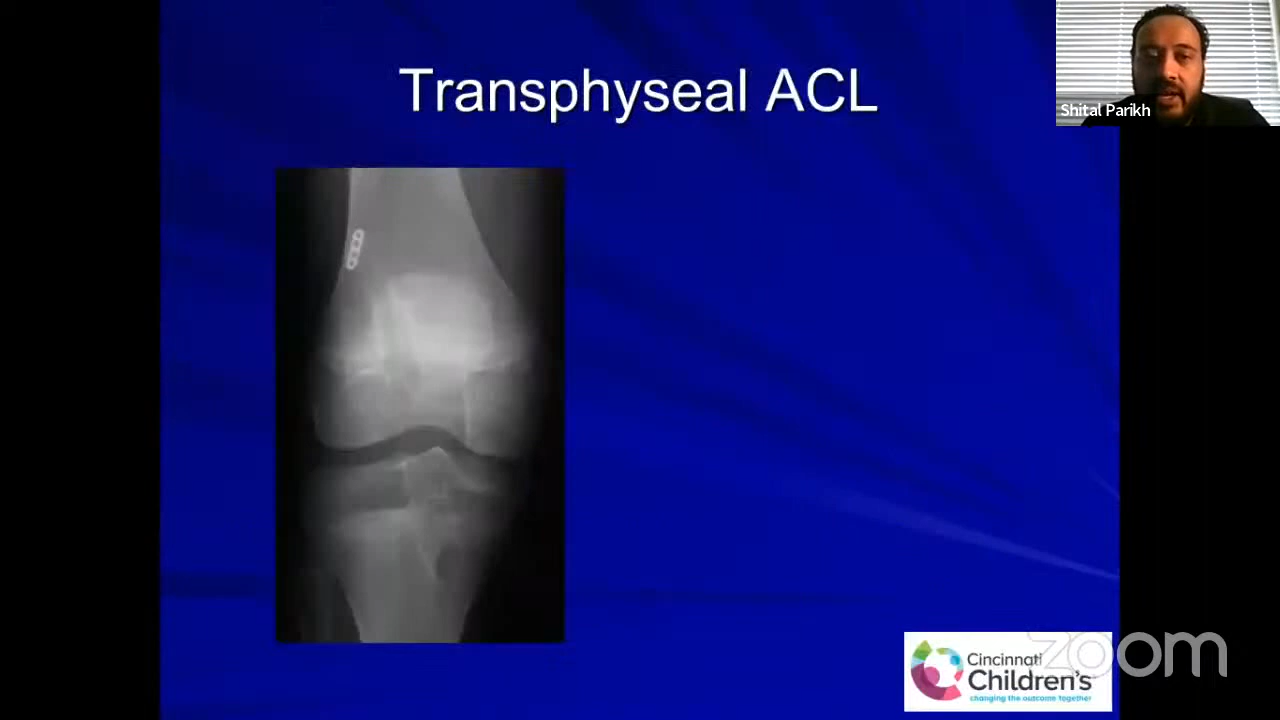 Transphyseal ACL
Shital Parikh
Cincinnati
Children's
changing the outcome together
zoom